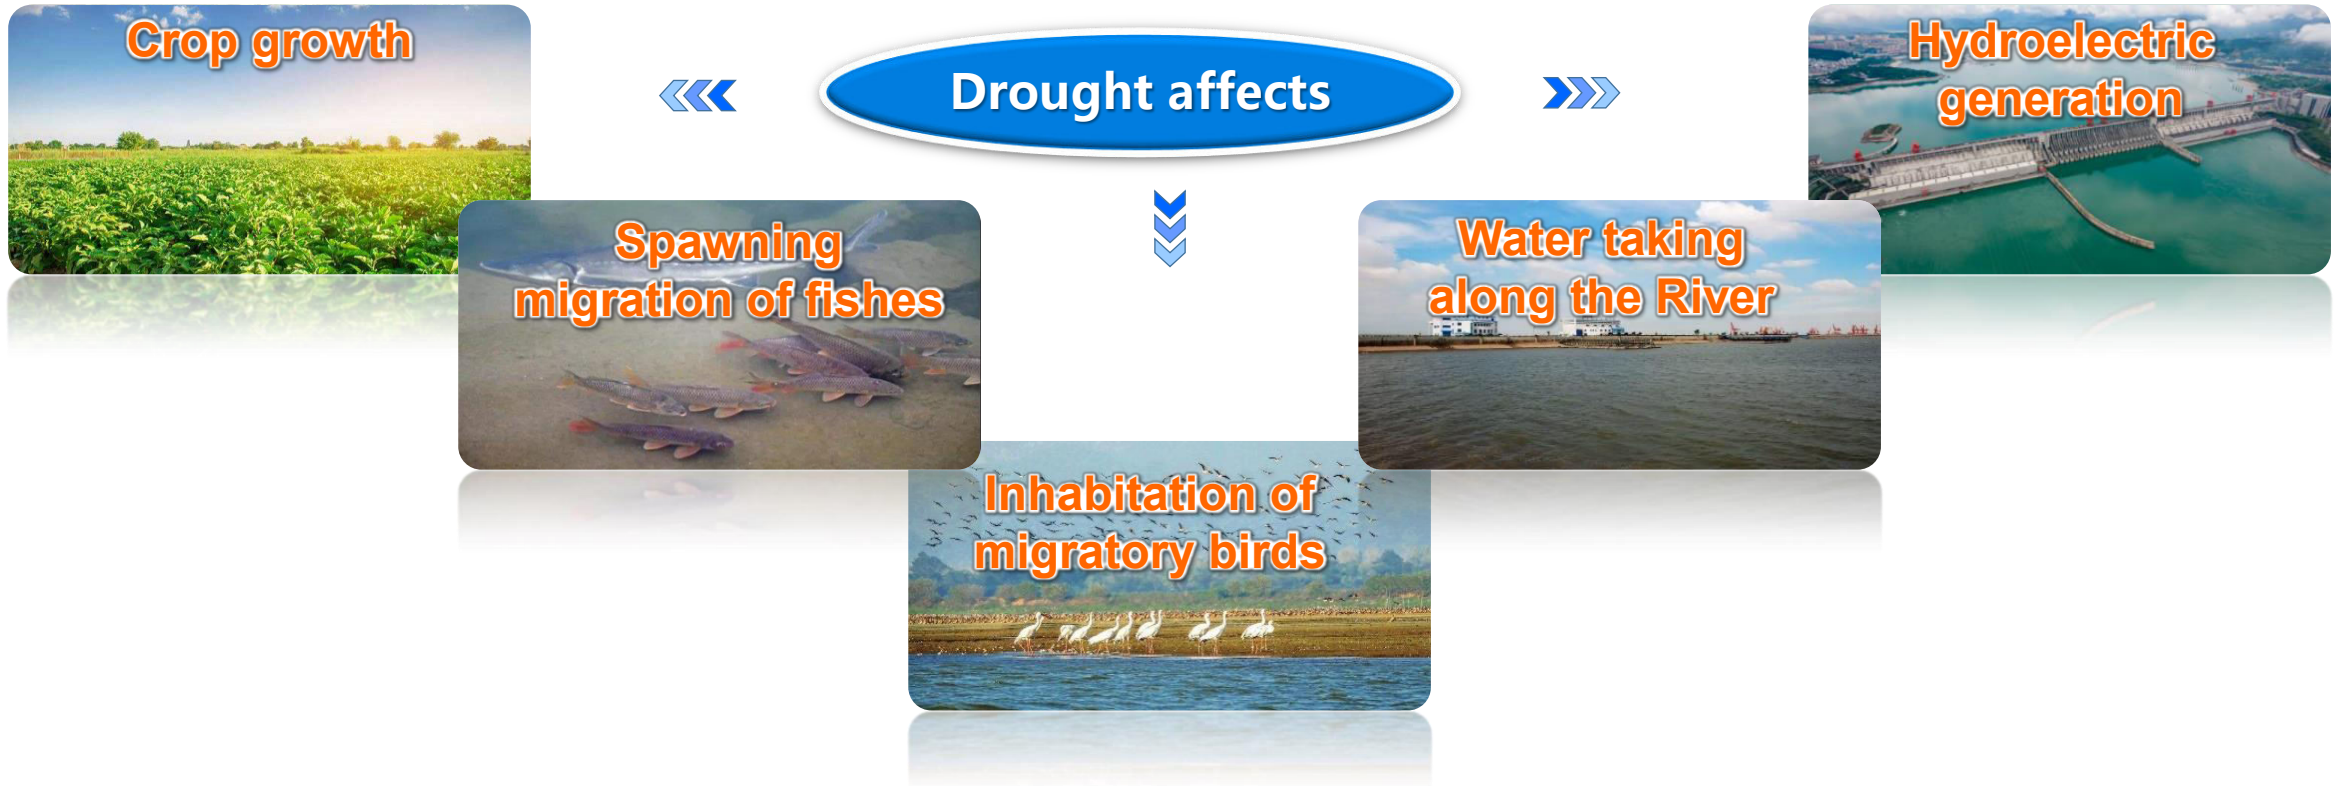 Crop growth
Drought affects
Hydroelectric
generation
Spawning
migration of fishes
Water taking
along the River
Inhabitation of
migratory birds